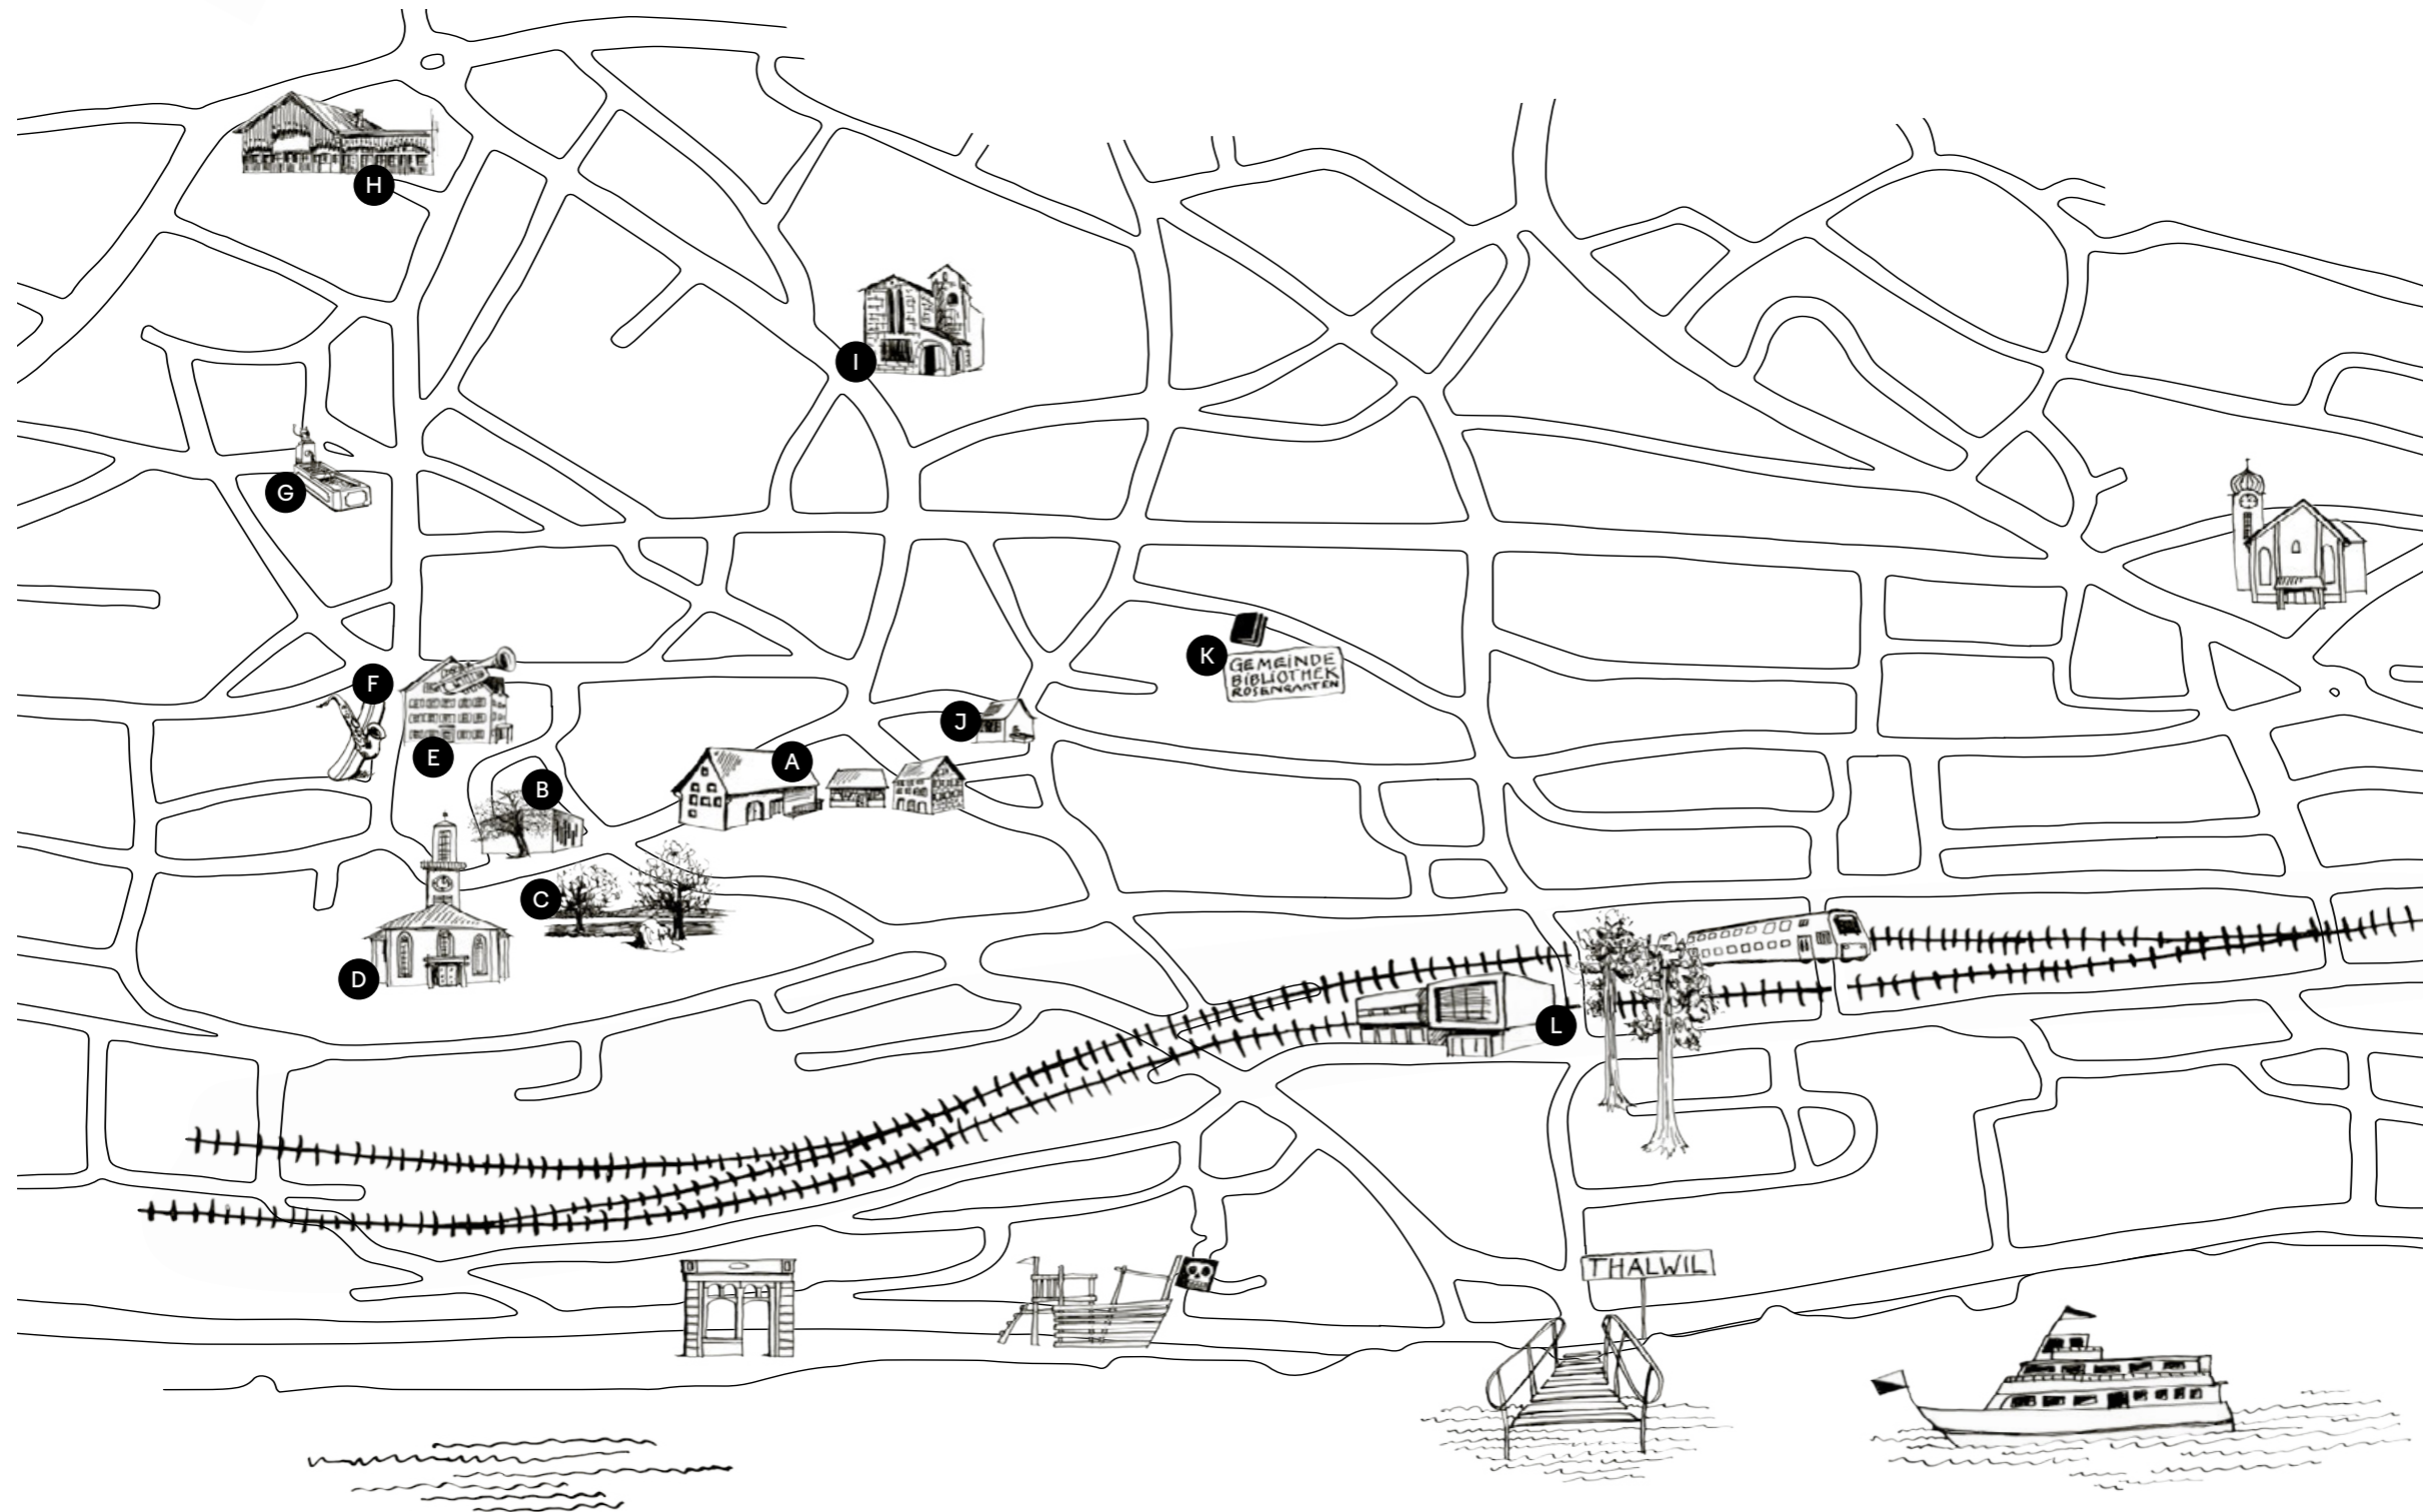 H
I
G
K
GEMEINDE
BIBLIOTHEK
ROSENGARTEN
F
J
E
A
B
C
D
L
THALWIL